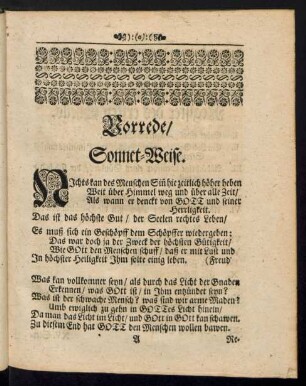 Vorrede/
Sonnet-Weise.
NIchts kan des Menschen Sin̄ hie zeitlich höher heben
Weit über Himmel weg und über alle Zeit/
Als wann er denckt von GOTT und seiner
Herrligkeit.
Das ist das höchste Gut/ der Seelen rechtes Leben/
Es muß sich ein Geschöpff dem Schöpffer wiedergeben;
Das war doch ja der Zweck der höchsten Gütigkeit/
Wie GOtt den Menschen schuff/ daß er mit Lust und
In höchster Heiligkeit Ihm solte einig leben. (Freud
Was kan vollkommner seyn/ als durch das Licht der Gnaden
Erkennen/ was GOtt ist/ in Ihm entzündet seyn?
Was ist der schwache Mensch? was sind wir arme Maden?
Umb ewiglich zu gehn in GOTTes Licht hinein/
Da man das Licht im Licht/ und GOtt in GOtt kan schawen.
Zu diesem End hat GOTT den Menschen wollen bawen.
A
Re-